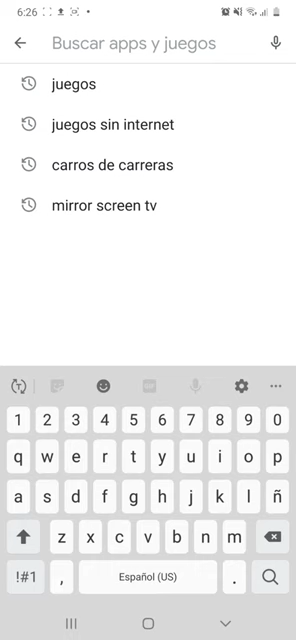 6:26
Buscar apps y juegos
juegos
juegos sin internet
carros de carreras
mirror screen tv
1 2 3 4 5 6 7 8 9 0
q w e r t y u i o p
a s d f g h j k l ñ
z x c v b n m
!#1 , Español (US) .